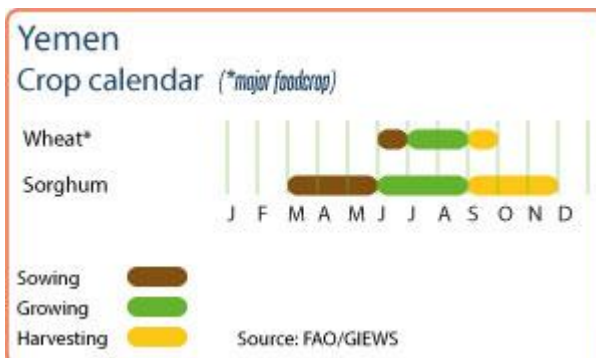 Yemen
Crop calendar (*major foodcrop)
Wheat*
Sorghum
J F M A M J J A S O N D
Sowing
Growing
Harvesting Source: FAO/GIEWS